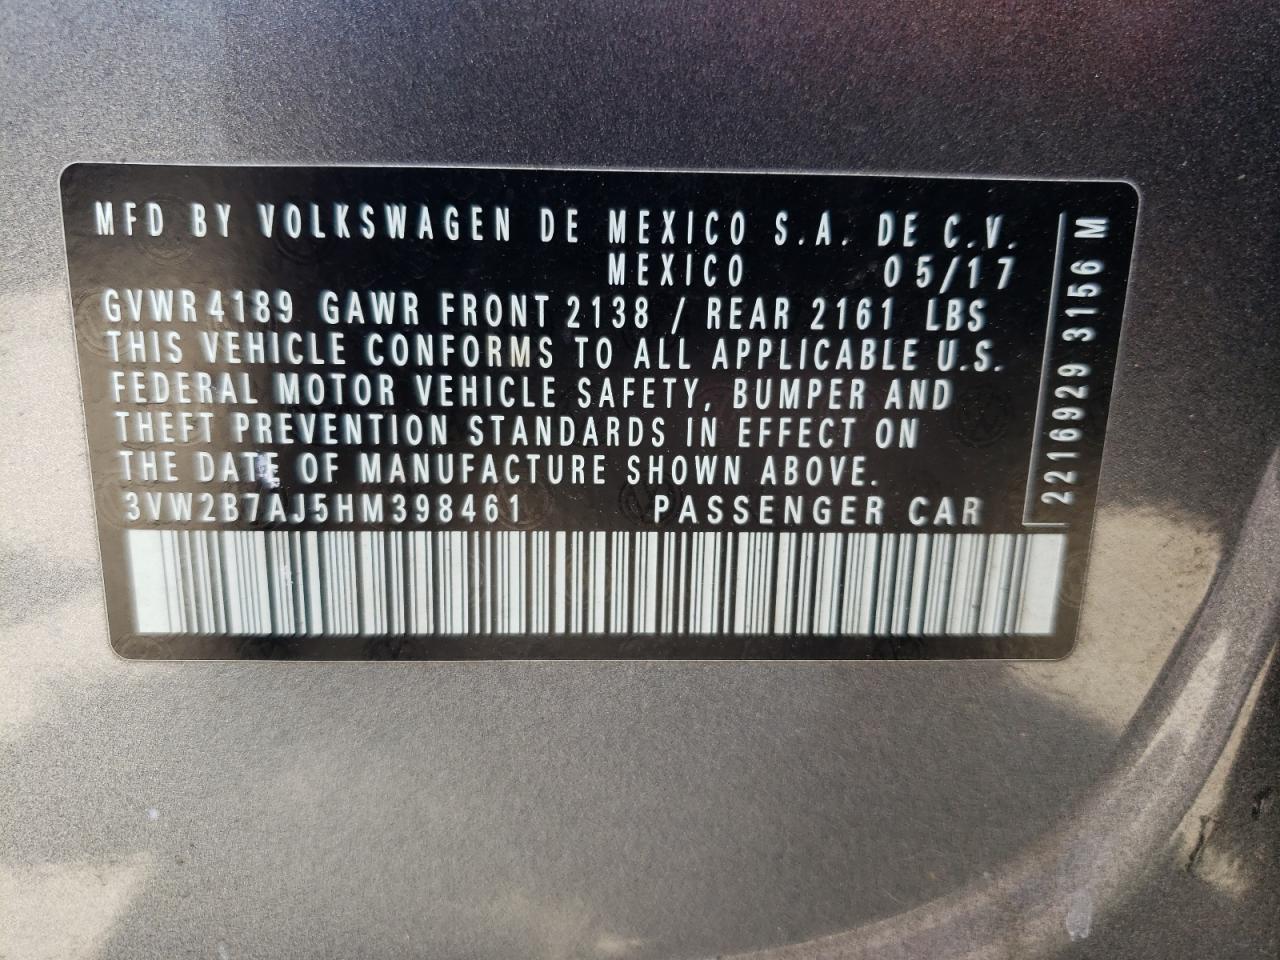 MFD BY VOLKSWAGEN DE MEXICO S.A. DE C.V.
MEXICO 05/17
GVWR 4189 GAWR FRONT 2138 / REAR 2161 LBS
THIS VEHICLE CONFORMS TO ALL APPLICABLE U.S.
FEDERAL MOTOR VEHICLE SAFETY, BUMPER AND
THEFT PREVENTION STANDARDS IN EFFECT ON
THE DATE OF MANUFACTURE SHOWN ABOVE.
3VW2B7AJ5HM398461 PASSENGER CAR
2216929 3156 M